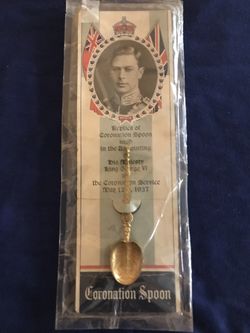 Replica of
Coronation Spoon
used
in the Anointing
of
His Majesty
King George VI
at
the Coronation Service
May 12th, 1937
Coronation Spoon